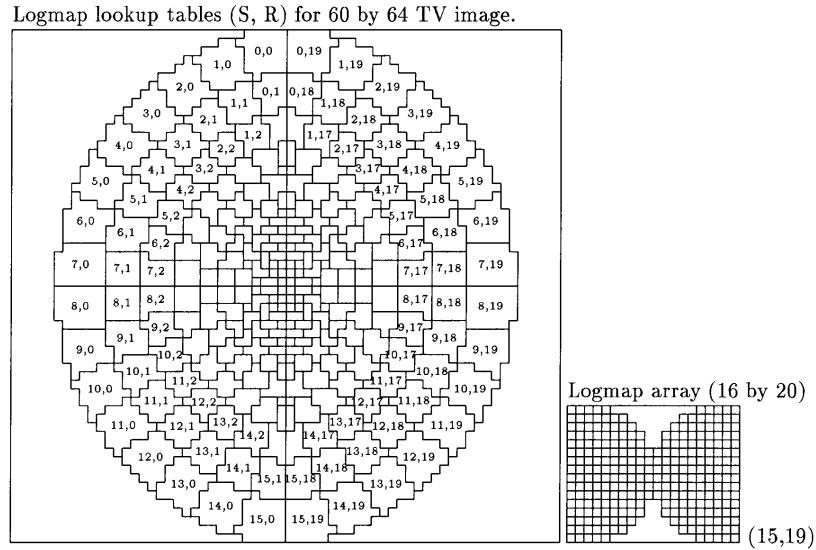 Logmap lookup tables (S, R) for 60 by 64 TV image.
0,0 0,19
1,0 1,19
2,0 0,1 0,18 2,19
3,0 1,1 1,18 3,19
2,1 2,18
4,0 3,1 1,2 1,17 3,18 4,19
2,2 2,17
4,1 3,2 3,17 4,18
5,0 4,2 4,17 5,19
5,1 5,18
6,0 5,2 5,17 6,19
6,1 6,2 6,17 6,18
7,0 7,1 7,2 7,17 7,18 7,19
8,0 8,1 8,2 8,17 8,18 8,19
9,1 9,2 9,17 9,18
9,0 10,2 10,17 9,19
10,1 10,18
10,0 11,2 11,17 10,19
11,1 12,2 2,17 11,18
Logmap array (16 by 20)
11,0 12,1 13,2 13,17 12,18 11,19
14,2 14,17
12,0 13,1 13,18 12,19
14,1 14,18
13,0 15,1 15,18 13,19
14,0 14,19
15,0 15,19
(15,19)